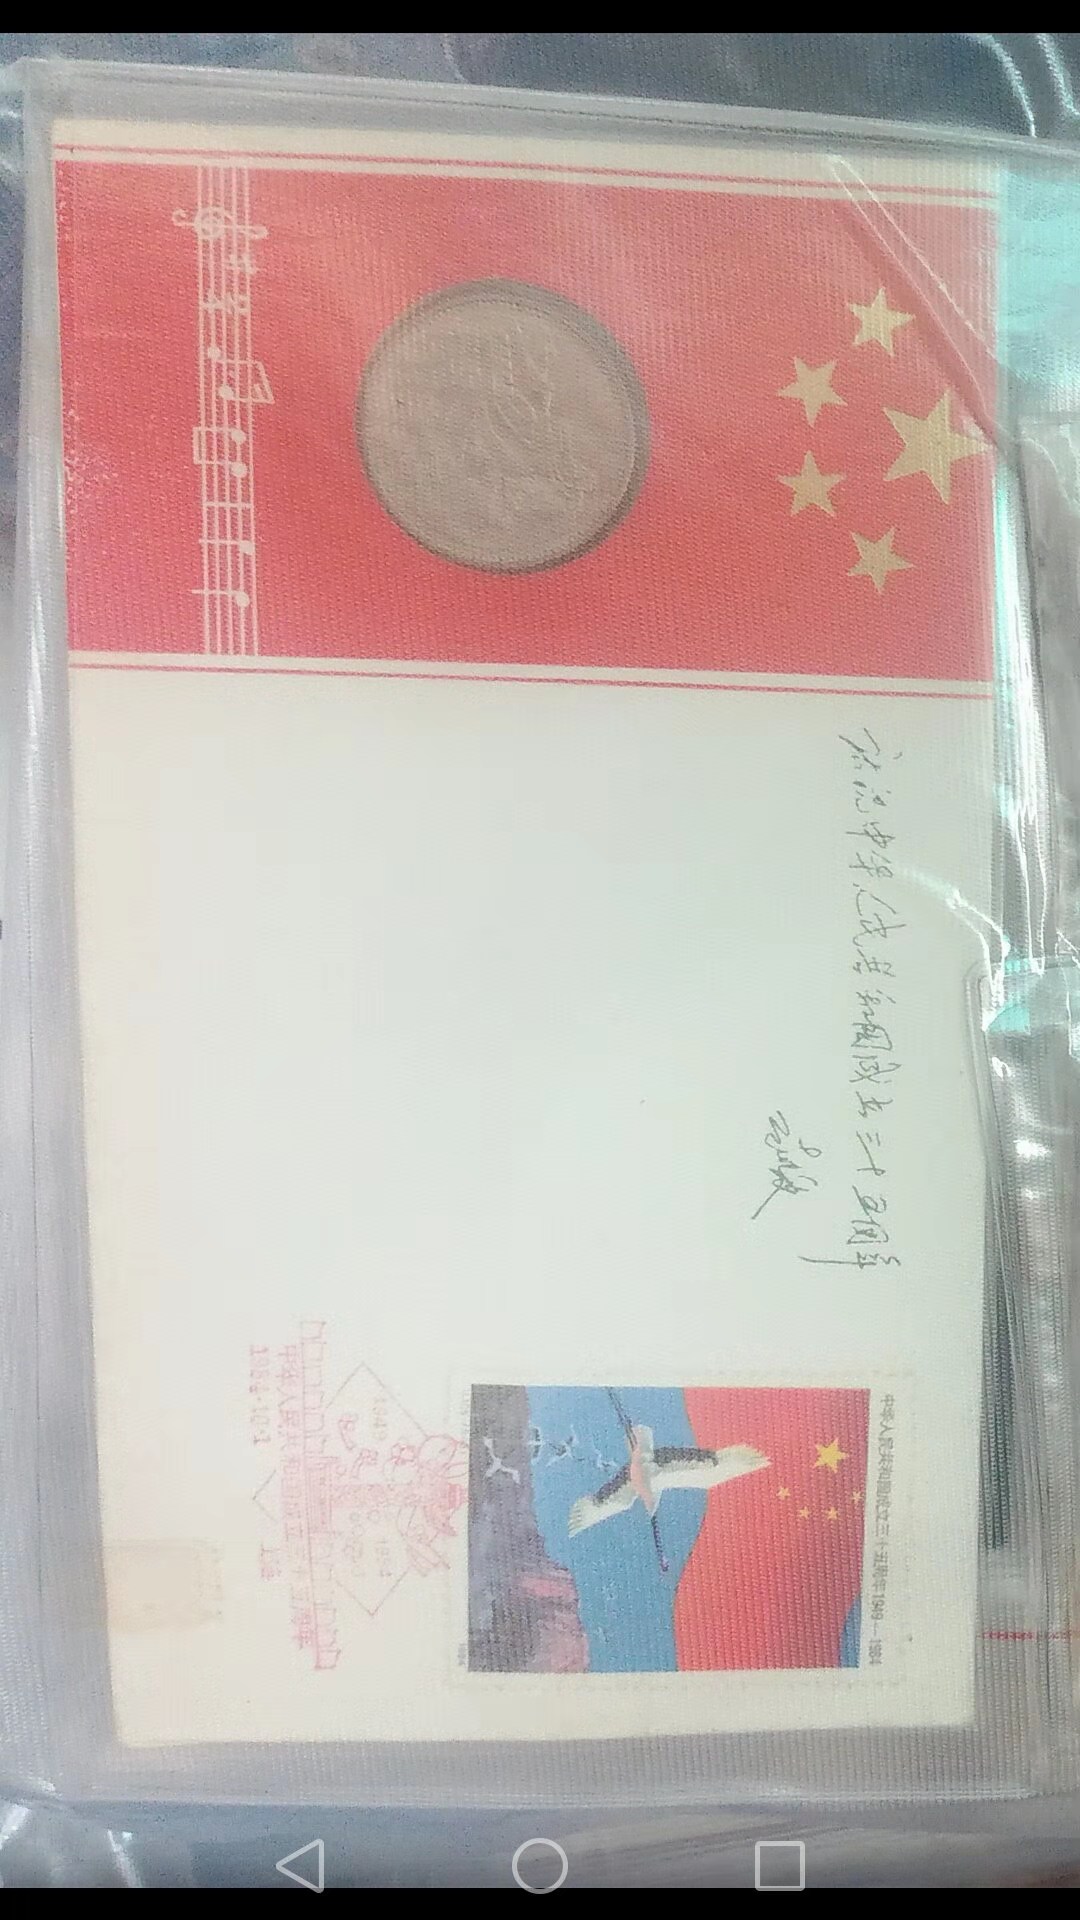 庆祝中华人民共和国成立三十五周年
中华人民共和国成立三十五周年1949—1984
1949
1984
中华人民共和国成立三十五周年
1984·10·1
上海